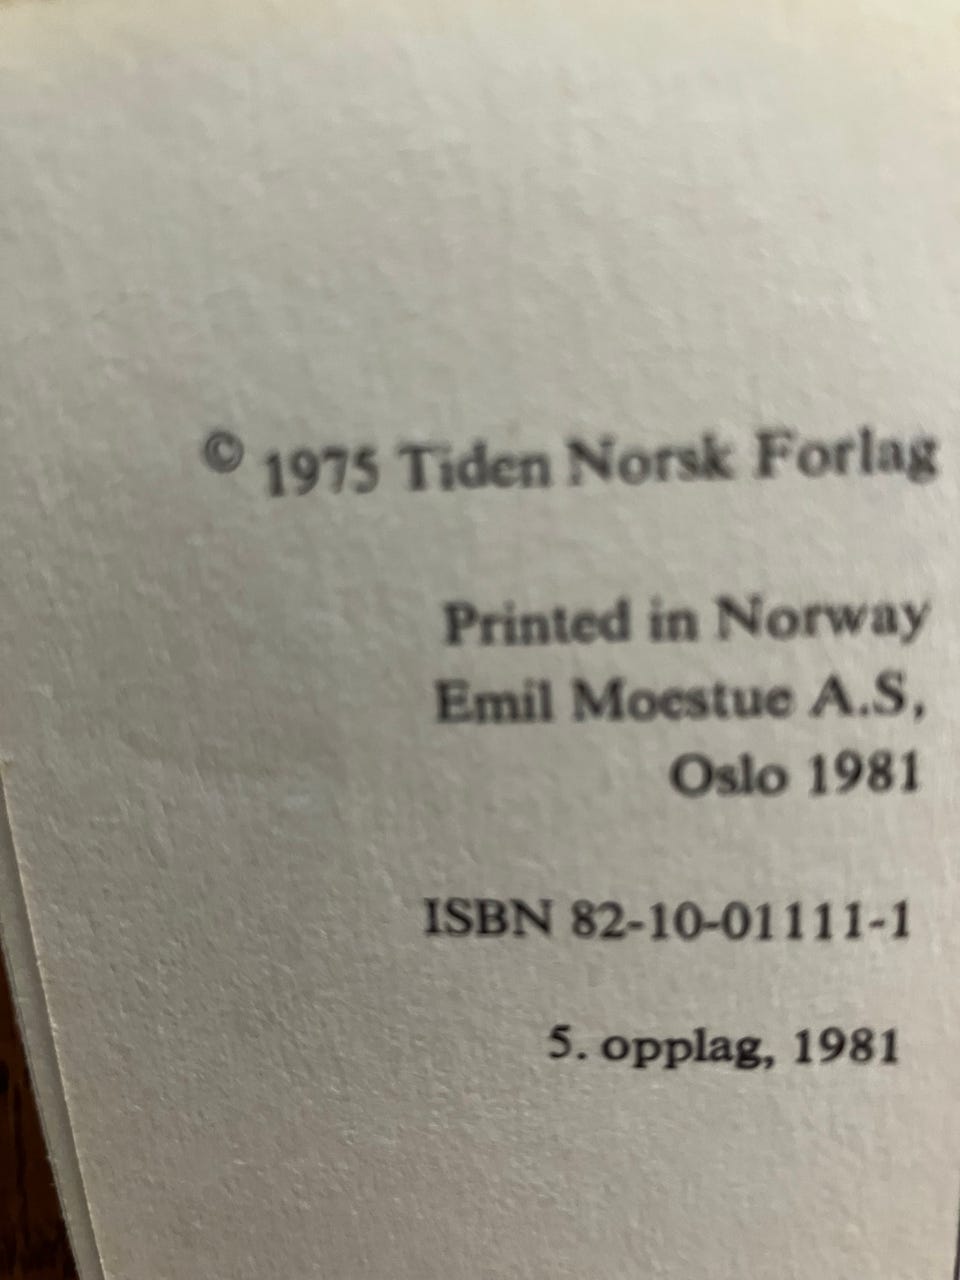 © 1975 Tiden Norsk Forlag
Printed in Norway
Emil Moestue A.S,
Oslo 1981
ISBN 82-10-01111-1
5. opplag, 1981